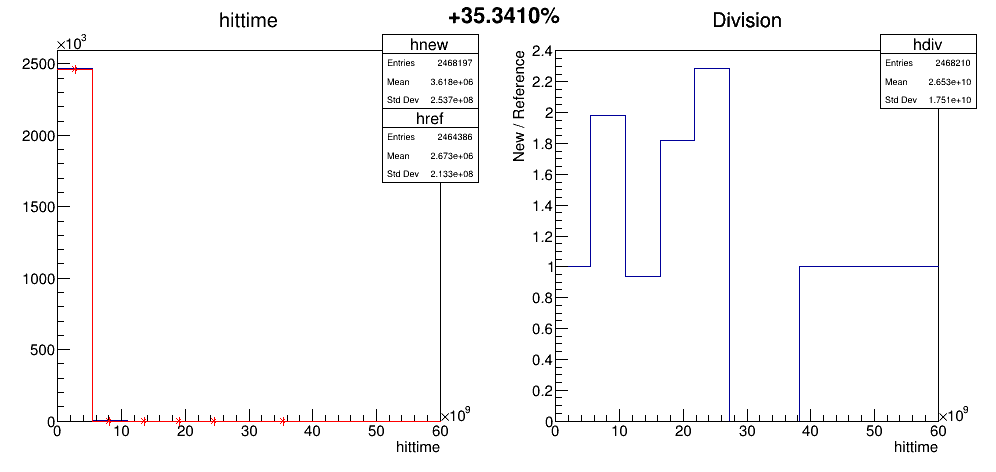 +35.3410%
hittime
×10³
hnew
Entries 2468197
Mean 3.618e+06
Std Dev 2.537e+08
href
Entries 2464386
Mean 2.673e+06
Std Dev 2.133e+08
2500
2000
1500
1000
500
0
0 10 20 30 40 50 60
×10⁹
hittime
Division
New / Reference
hdiv
Entries 2468210
Mean 2.653e+10
Std Dev 1.751e+10
2.4
2.2
2
1.8
1.6
1.4
1.2
1
0.8
0.6
0.4
0.2
0
0 10 20 30 40 50 60
×10⁹
hittime